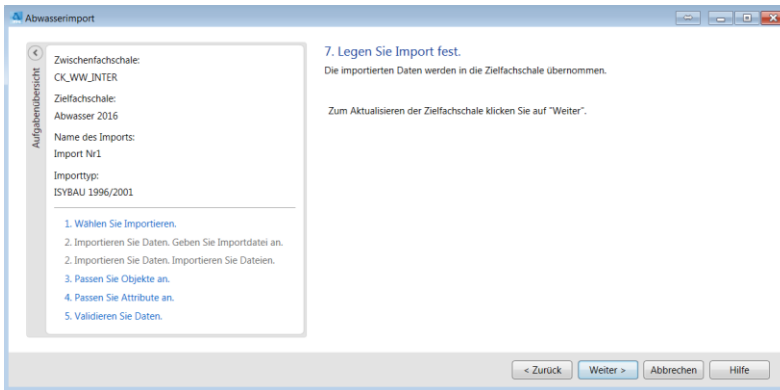 Abwasserimport
Aufgabenübersicht
Zwischenfachschale:
CK_WW_INTER
Zielfachschale:
Abwasser 2016
Name des Imports:
Import Nr1
Importtyp:
ISYBAU 1996/2001
1. Wählen Sie Importieren.
2. Importieren Sie Daten. Geben Sie Importdatei an.
2. Importieren Sie Daten. Importieren Sie Dateien.
3. Passen Sie Objekte an.
4. Passen Sie Attribute an.
5. Validieren Sie Daten.
7. Legen Sie Import fest.
Die importierten Daten werden in die Zielfachschale übernommen.
Zum Aktualisieren der Zielfachschale klicken Sie auf "Weiter".
< Zurück Weiter > Abbrechen Hilfe